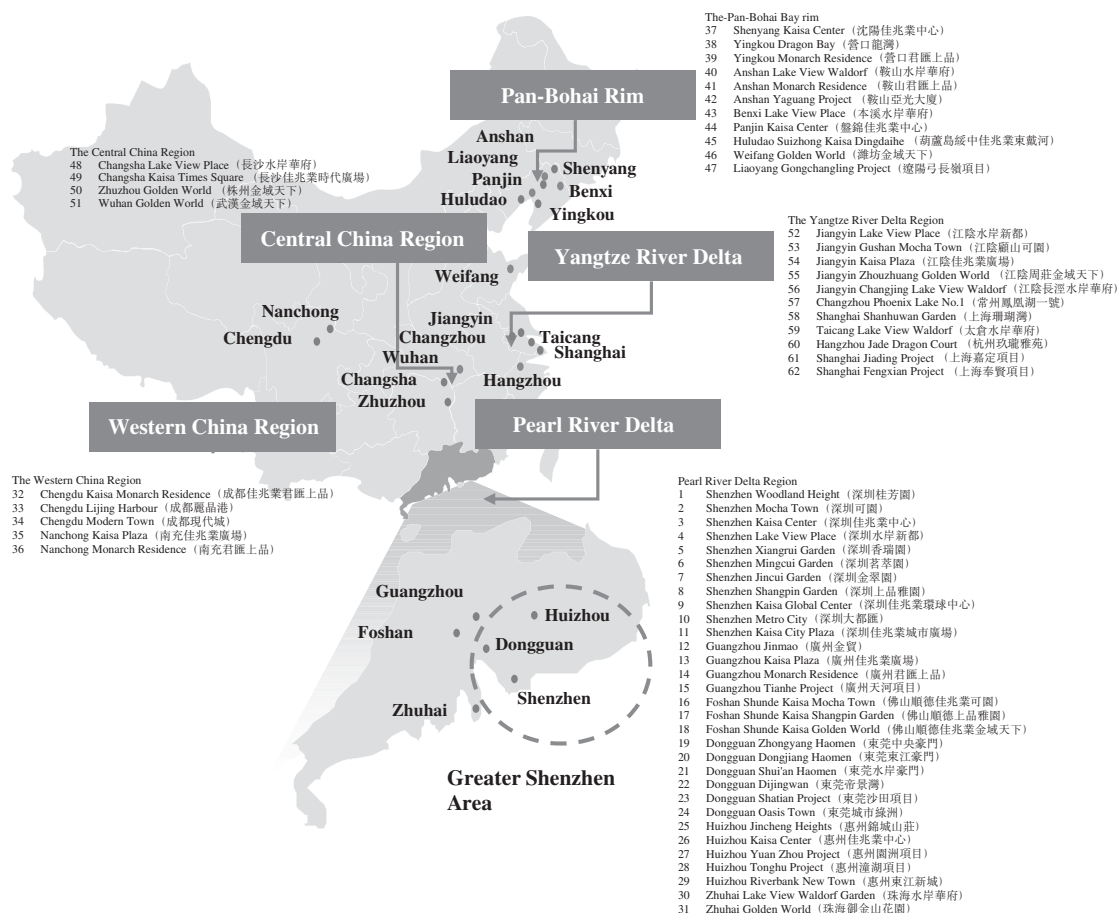 The-Pan-Bohai Bay rim
37 Shenyang Kaisa Center (沈陽佳兆業中心)
38 Yingkou Dragon Bay (營口龍灣)
39 Yingkou Monarch Residence (營口君匯上品)
40 Anshan Lake View Waldorf (鞍山水岸華府)
41 Anshan Monarch Residence (鞍山君匯上品)
42 Anshan Yaguang Project (鞍山亞光大廈)
43 Benxi Lake View Place (本溪水岸華府)
44 Panjin Kaisa Center (盤錦佳兆業中心)
45 Huludao Suizhong Kaisa Dongdaihe (葫蘆島綏中佳兆業東戴河)
46 Weifang Golden World (濰坊金域天下)
47 Liaoyang Gongchangling Project (遼陽弓長嶺項目)
Pan-Bohai Rim
Anshan
Liaoyang
Panjin
Huludao
Shenyang
Benxi
Yingkou
The Central China Region
48 Changsha Lake View Place (長沙水岸華府)
49 Changsha Kaisa Times Square (長沙佳兆業時代廣場)
50 Zhuzhou Golden World (株州金域天下)
51 Wuhan Golden World (武漢金域天下)
Central China Region
Yangtze River Delta
The Yangtze River Delta Region
52 Jiangyin Lake View Place (江陰水岸新都)
53 Jiangyin Gushan Mocha Town (江陰顧山可園)
54 Jiangyin Kaisa Plaza (江陰佳兆業廣場)
55 Jiangyin Zhouzhuang Golden World (江陰周莊金域天下)
56 Jiangyin Changjing Lake View Waldorf (江陰長涇水岸華府)
57 Changzhou Phoenix Lake No.1 (常州鳳凰湖一號)
58 Shanghai Shanhuwan Garden (上海珊瑚灣)
59 Taicang Lake View Waldorf (太倉水岸華府)
60 Hangzhou Jade Dragon Court (杭州玖瓏雅苑)
61 Shanghai Jiading Project (上海嘉定項目)
62 Shanghai Fengxian Project (上海奉賢項目)
Weifang
Nanchong
Chengdu
Jiangyin
Changzhou
Wuhan
Changsha
Zhuzhou
Taicang
Shanghai
Hangzhou
Western China Region
Pearl River Delta
The Western China Region
32 Chengdu Kaisa Monarch Residence (成都佳兆業君匯上品)
33 Chengdu Lijing Harbour (成都麗晶港)
34 Chengdu Modern Town (成都現代城)
35 Nanchong Kaisa Plaza (南充佳兆業廣場)
36 Nanchong Monarch Residence (南充君匯上品)
Pearl River Delta Region
1 Shenzhen Woodland Height (深圳桂芳園)
2 Shenzhen Mocha Town (深圳可園)
3 Shenzhen Kaisa Center (深圳佳兆業中心)
4 Shenzhen Lake View Place (深圳水岸新都)
5 Shenzhen Xiangrui Garden (深圳香瑞園)
6 Shenzhen Mingcui Garden (深圳茗萃園)
7 Shenzhen Jincui Garden (深圳金翠園)
8 Shenzhen Shangpin Garden (深圳上品雅園)
9 Shenzhen Kaisa Global Center (深圳佳兆業環球中心)
10 Shenzhen Metro City (深圳大都匯)
11 Shenzhen Kaisa City Plaza (深圳佳兆業城市廣場)
12 Guangzhou Jinmao (廣州金貿)
13 Guangzhou Kaisa Plaza (廣州佳兆業廣場)
14 Guangzhou Monarch Residence (廣州君匯上品)
15 Guangzhou Tianhe Project (廣州天河項目)
16 Foshan Shunde Kaisa Mocha Town (佛山順德佳兆業可園)
17 Foshan Shunde Kaisa Shangpin Garden (佛山順德上品雅園)
18 Foshan Shunde Kaisa Golden World (佛山順德佳兆業金域天下)
19 Dongguan Zhongyang Haomen (東莞中央豪門)
20 Dongguan Dongjiang Haomen (東莞東江豪門)
21 Dongguan Shui'an Haomen (東莞水岸豪門)
22 Dongguan Dijingwan (東莞帝景灣)
23 Dongguan Shatian Project (東莞沙田項目)
24 Dongguan Oasis Town (東莞城市綠洲)
25 Huizhou Jincheng Heights (惠州錦城山莊)
26 Huizhou Kaisa Center (惠州佳兆業中心)
27 Huizhou Yuan Zhou Project (惠州園洲項目)
28 Huizhou Tonghu Project (惠州潼湖項目)
29 Huizhou Riverbank New Town (惠州東江新城)
30 Zhuhai Lake View Waldorf Garden (珠海水岸華府)
31 Zhuhai Golden World (珠海御金山花園)
Guangzhou
Huizhou
Foshan
Dongguan
Shenzhen
Zhuhai
Greater Shenzhen
Area